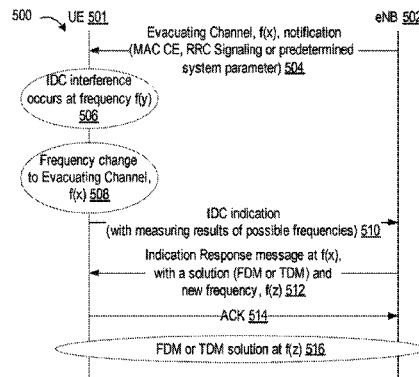 500
UE 501
eNB 502
Evacuating Channel, f(x), notification
(MAC CE, RRC Signaling or predetermined
system parameter) 504
IDC interference
occurs at frequency f(y)
506
Frequency change
to Evacuating Channel,
f(x) 508
IDC indication
(with measuring results of possible frequencies) 510
Indication Response message at f(x),
with a solution (FDM or TDM) and
new frequency, f(z) 512
ACK 514
FDM or TDM solution at f(z) 516